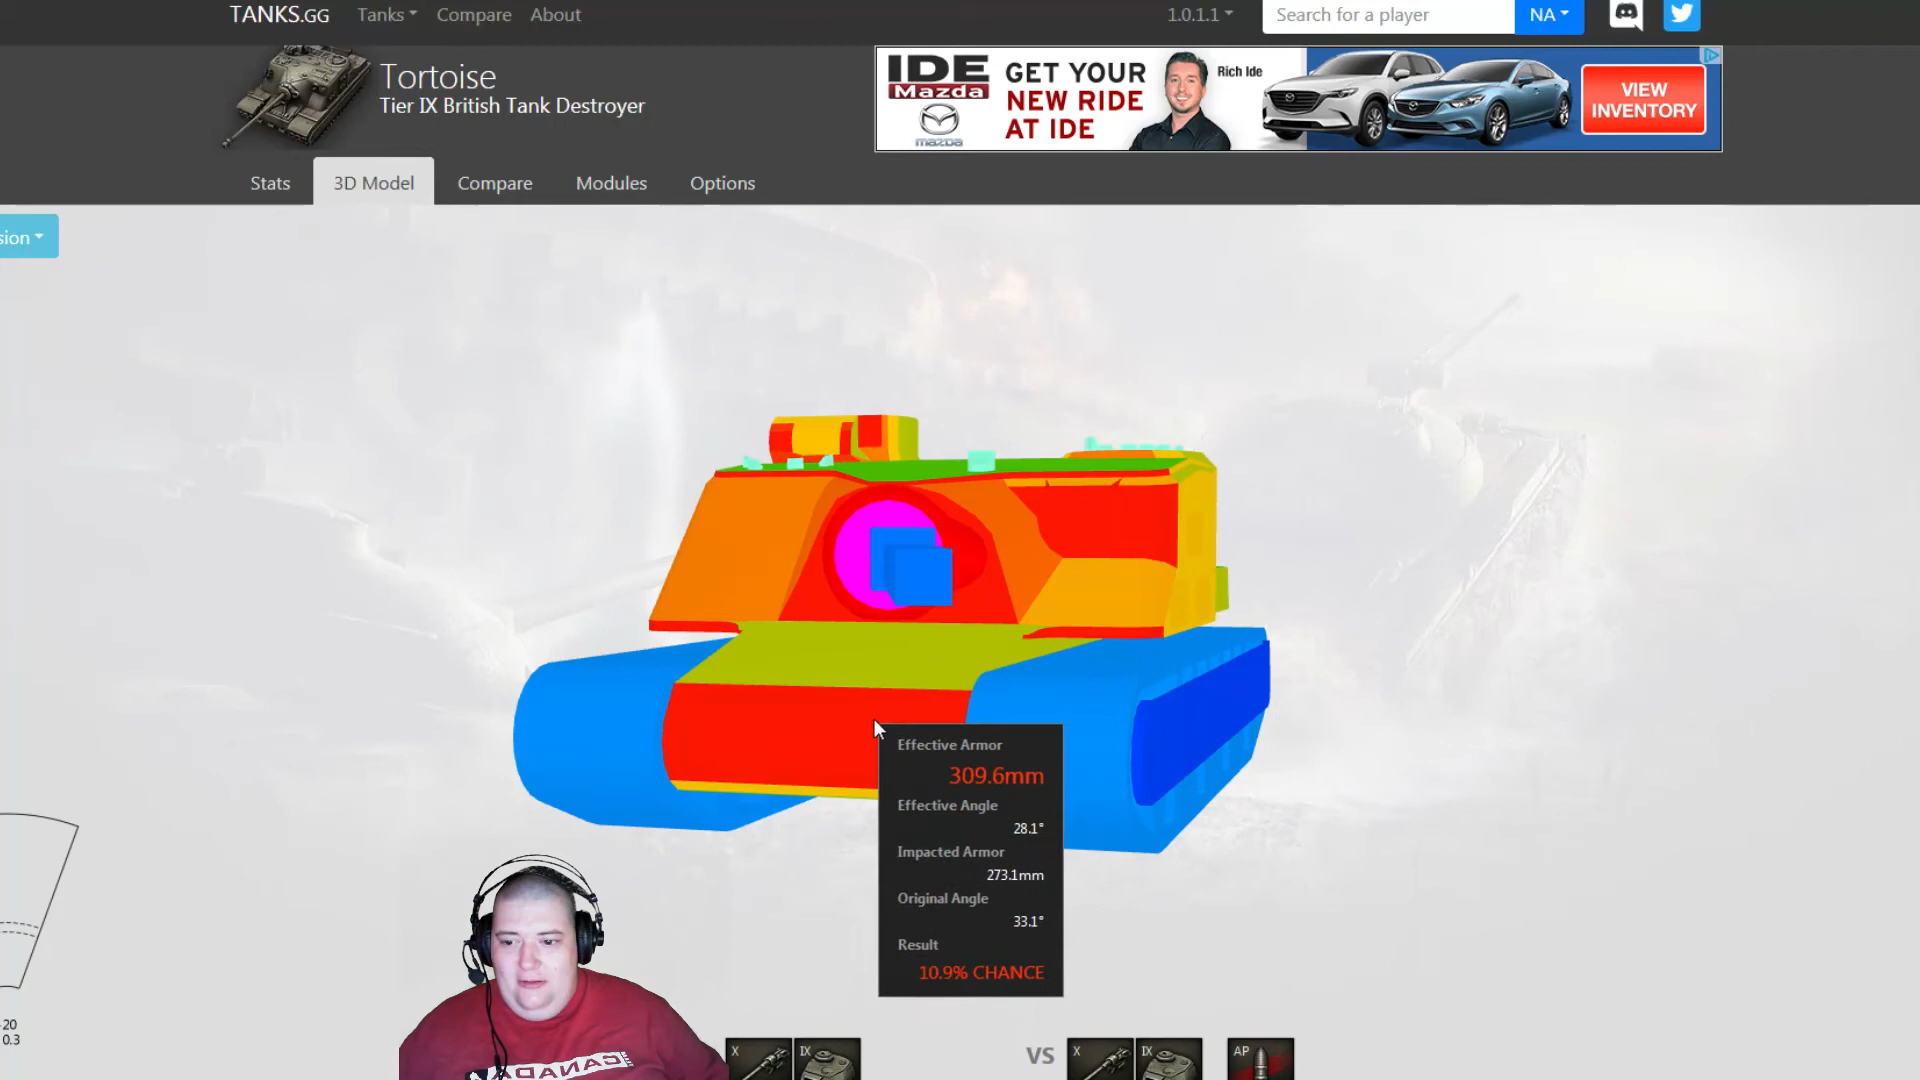 TANKS.GG Tanks Compare About 1.0.1.1 Search for a player NA
Tortoise
Tier IX British Tank Destroyer
IDE
Mazda
mazda
GET YOUR
NEW RIDE
AT IDE
Rich Ide
VIEW
INVENTORY
Stats 3D Model Compare Modules Options
sion
Effective Armor
309.6mm
Effective Angle
28.1°
Impacted Armor
273.1mm
Original Angle
33.1°
Result
10.9% CHANCE
-20
0.3
CANADA
X IX VS X IX AP